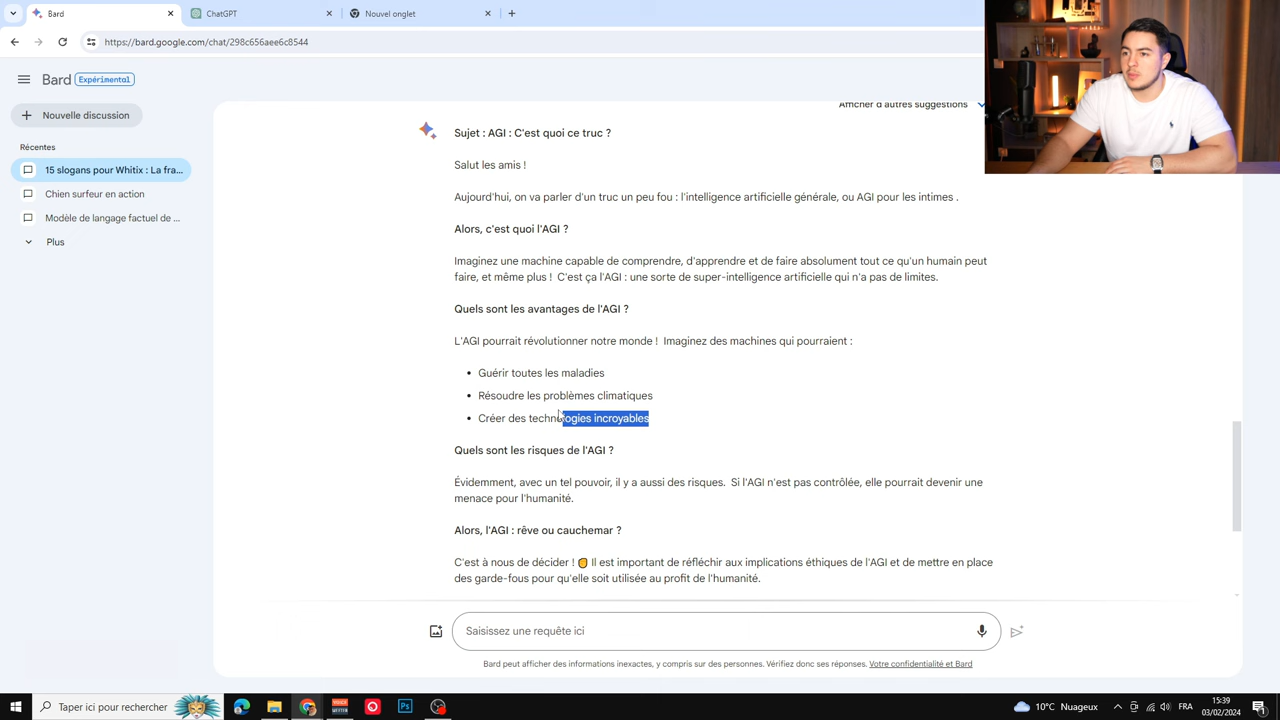 Bard
ChatGPT
Nouvel onglet
https://bard.google.com/chat/298c656aee6c8544
Bard
Expérimental
Nouvelle discussion
Récentes
15 slogans pour Whitix : La fra...
Chien surfeur en action
Modèle de langage factuel de ...
Plus
Afficher d'autres suggestions
Sujet : AGI : C'est quoi ce truc ?
Salut les amis !
Aujourd'hui, on va parler d'un truc un peu fou : l'intelligence artificielle générale, ou AGI pour les intimes .
Alors, c'est quoi l'AGI ?
Imaginez une machine capable de comprendre, d'apprendre et de faire absolument tout ce qu'un humain peut
faire, et même plus ! C'est ça l'AGI : une sorte de super-intelligence artificielle qui n'a pas de limites.
Quels sont les avantages de l'AGI ?
L'AGI pourrait révolutionner notre monde ! Imaginez des machines qui pourraient :
• Guérir toutes les maladies
• Résoudre les problèmes climatiques
• Créer des technologies incroyables
Quels sont les risques de l'AGI ?
Évidemment, avec un tel pouvoir, il y a aussi des risques. Si l'AGI n'est pas contrôlée, elle pourrait devenir une
menace pour l'humanité.
Alors, l'AGI : rêve ou cauchemar ?
C'est à nous de décider ! ✊ Il est important de réfléchir aux implications éthiques de l'AGI et de mettre en place
des garde-fous pour qu'elle soit utilisée au profit de l'humanité.
Saisissez une requête ici
Bard peut afficher des informations inexactes, y compris sur des personnes. Vérifiez donc ses réponses. Votre confidentialité et Bard
Taper ici pour rechercher
VOICE
METER
Ps
10°C Nuageux
FRA
15:39
03/02/2024
1